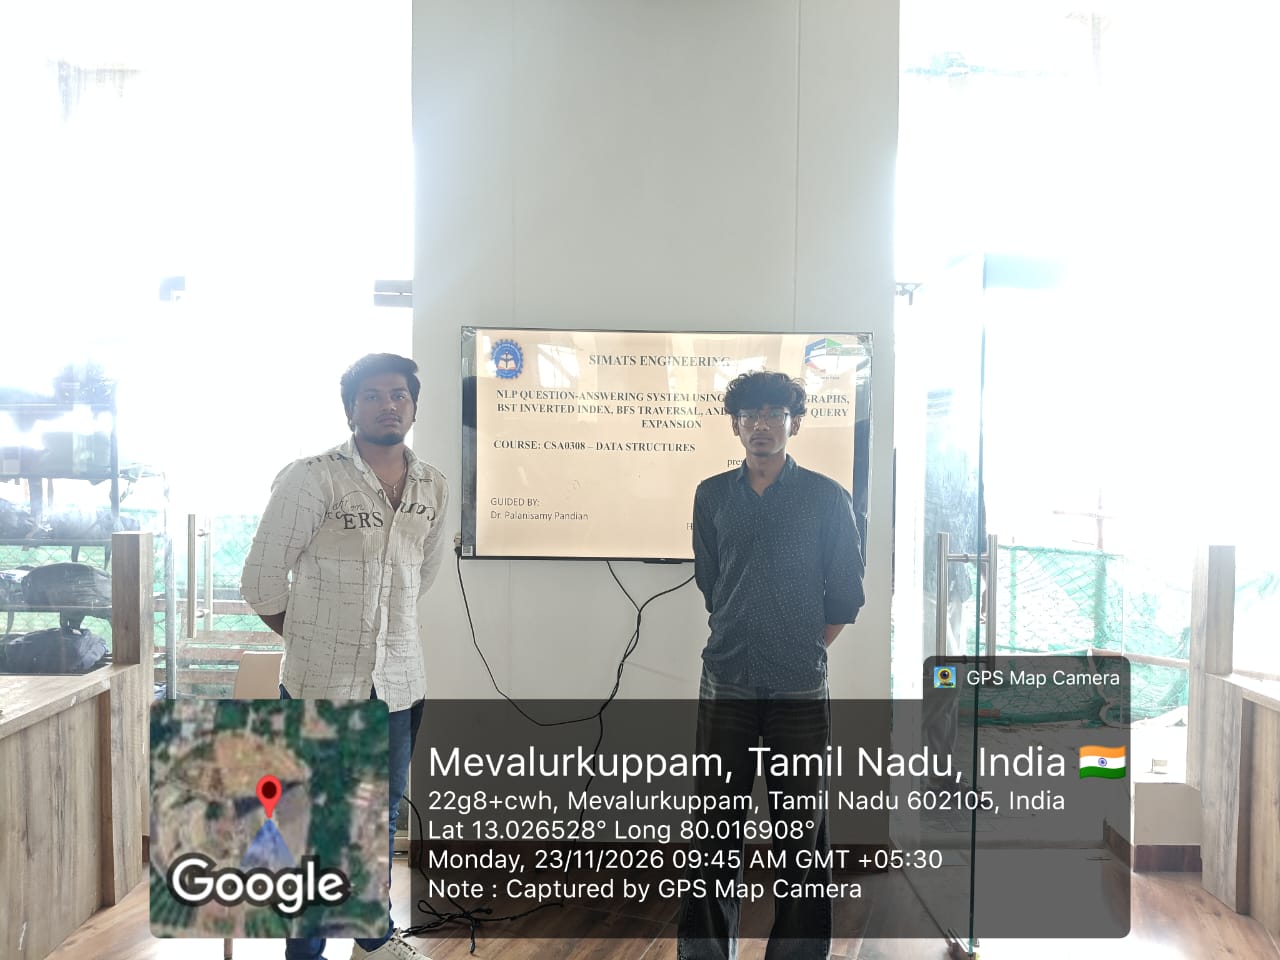 SIMATS ENGINEERING
NLP QUESTION-ANSWERING SYSTEM USING GRAPHS,
BST INVERTED INDEX, BFS TRAVERSAL, AND QUERY
EXPANSION
COURSE: CSA0308 – DATA STRUCTURES
GUIDED BY:
Dr. Palanisamy Pandian
ERS
GPS Map Camera
Mevalurkuppam, Tamil Nadu, India
22g8+cwh, Mevalurkuppam, Tamil Nadu 602105, India
Lat 13.026528° Long 80.016908°
Monday, 23/11/2026 09:45 AM GMT +05:30
Note : Captured by GPS Map Camera
Google